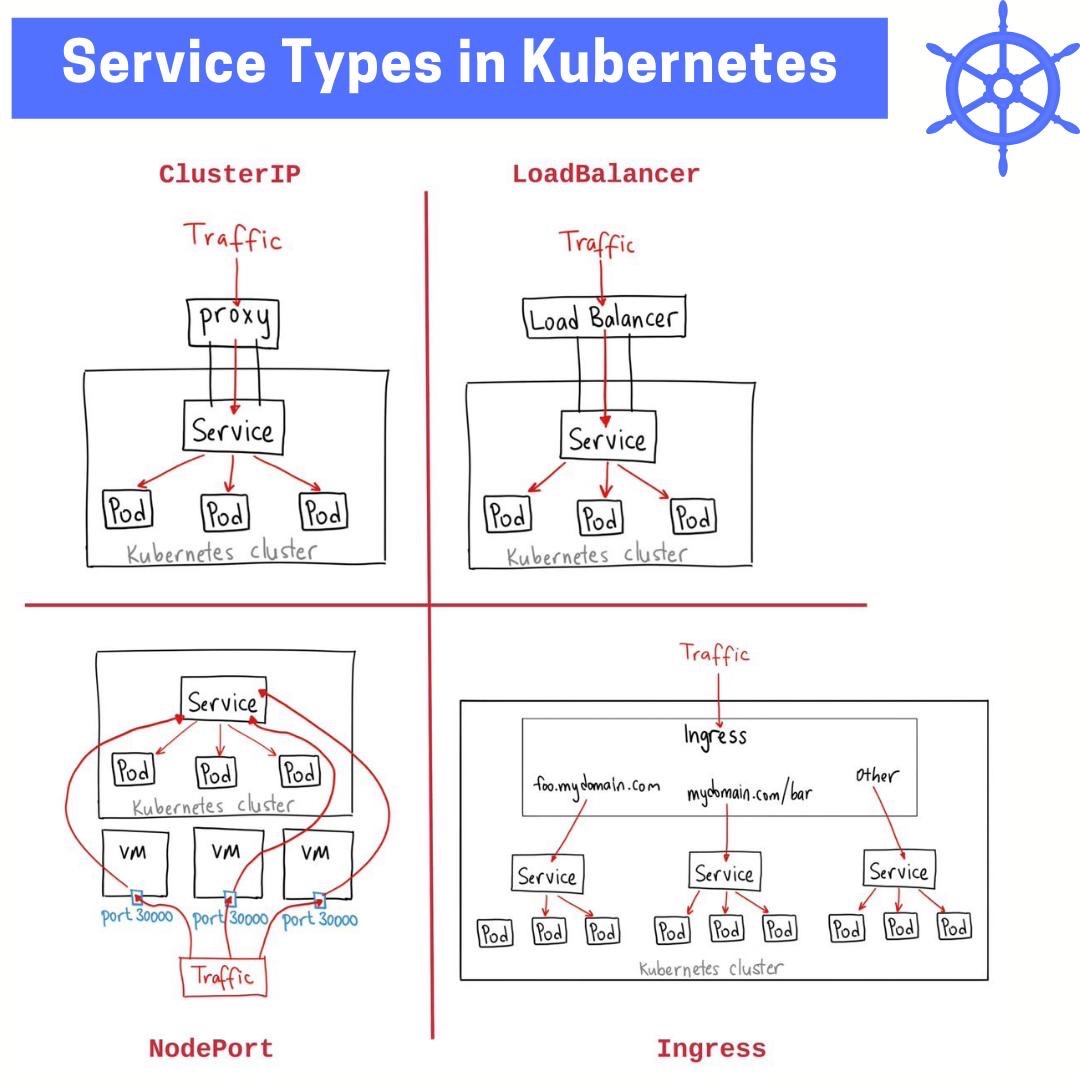 Service Types in Kubernetes
ClusterIP
Traffic
proxy
Service
Pod Pod Pod
Kubernetes cluster
LoadBalancer
Traffic
Load Balancer
Service
Pod Pod Pod
Kubernetes cluster
Service
Pod Pod Pod
Kubernetes cluster
VM VM VM
port 30000 port 30000 port 30000
Traffic
NodePort
Traffic
Ingress
foo.mydomain.com mydomain.com/bar Other
Service Service Service
Pod Pod Pod Pod Pod Pod Pod Pod Pod
Kubernetes cluster
Ingress